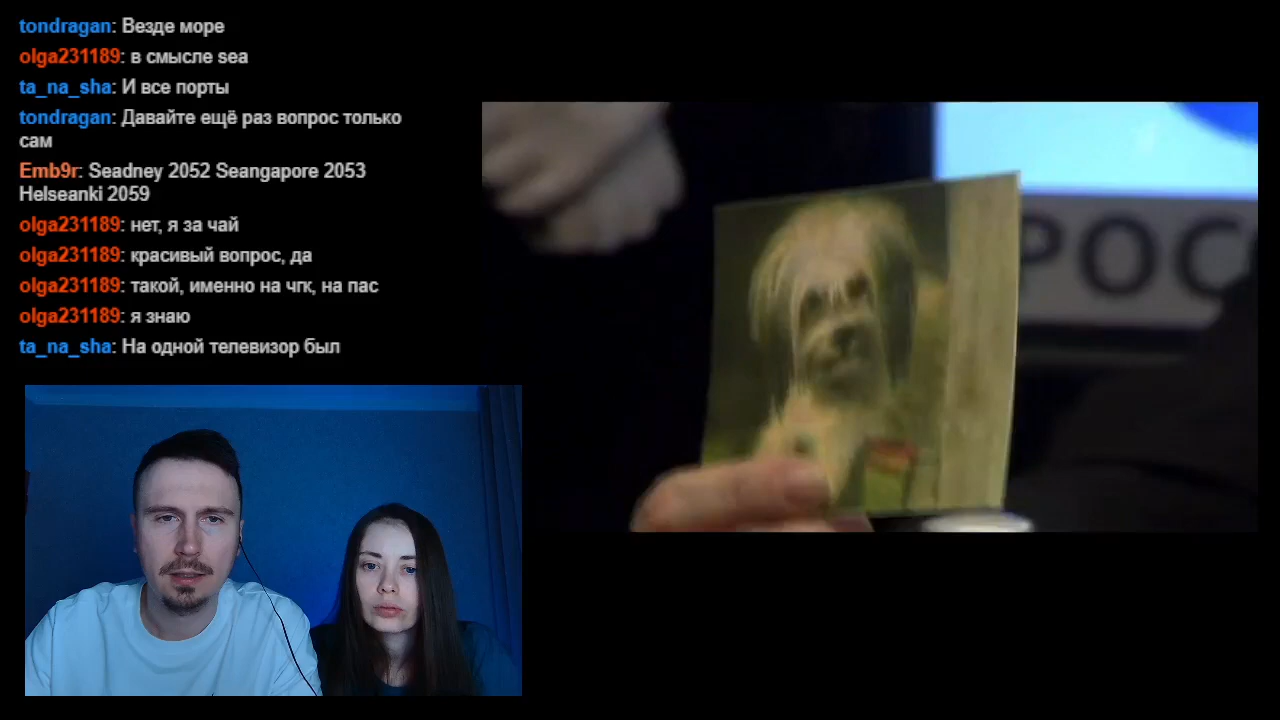 tondragan: Везде море
olga231189: в смысле sea
ta_na_sha: И все порты
tondragan: Давайте ещё раз вопрос только
сам
Emb9r: Seadney 2052 Seangapore 2053
Helseanki 2059
olga231189: нет, я за чай
olga231189: красивый вопрос, да
olga231189: такой, именно на чгк, на пас
olga231189: я знаю
ta_na_sha: На одной телевизор был
РОС